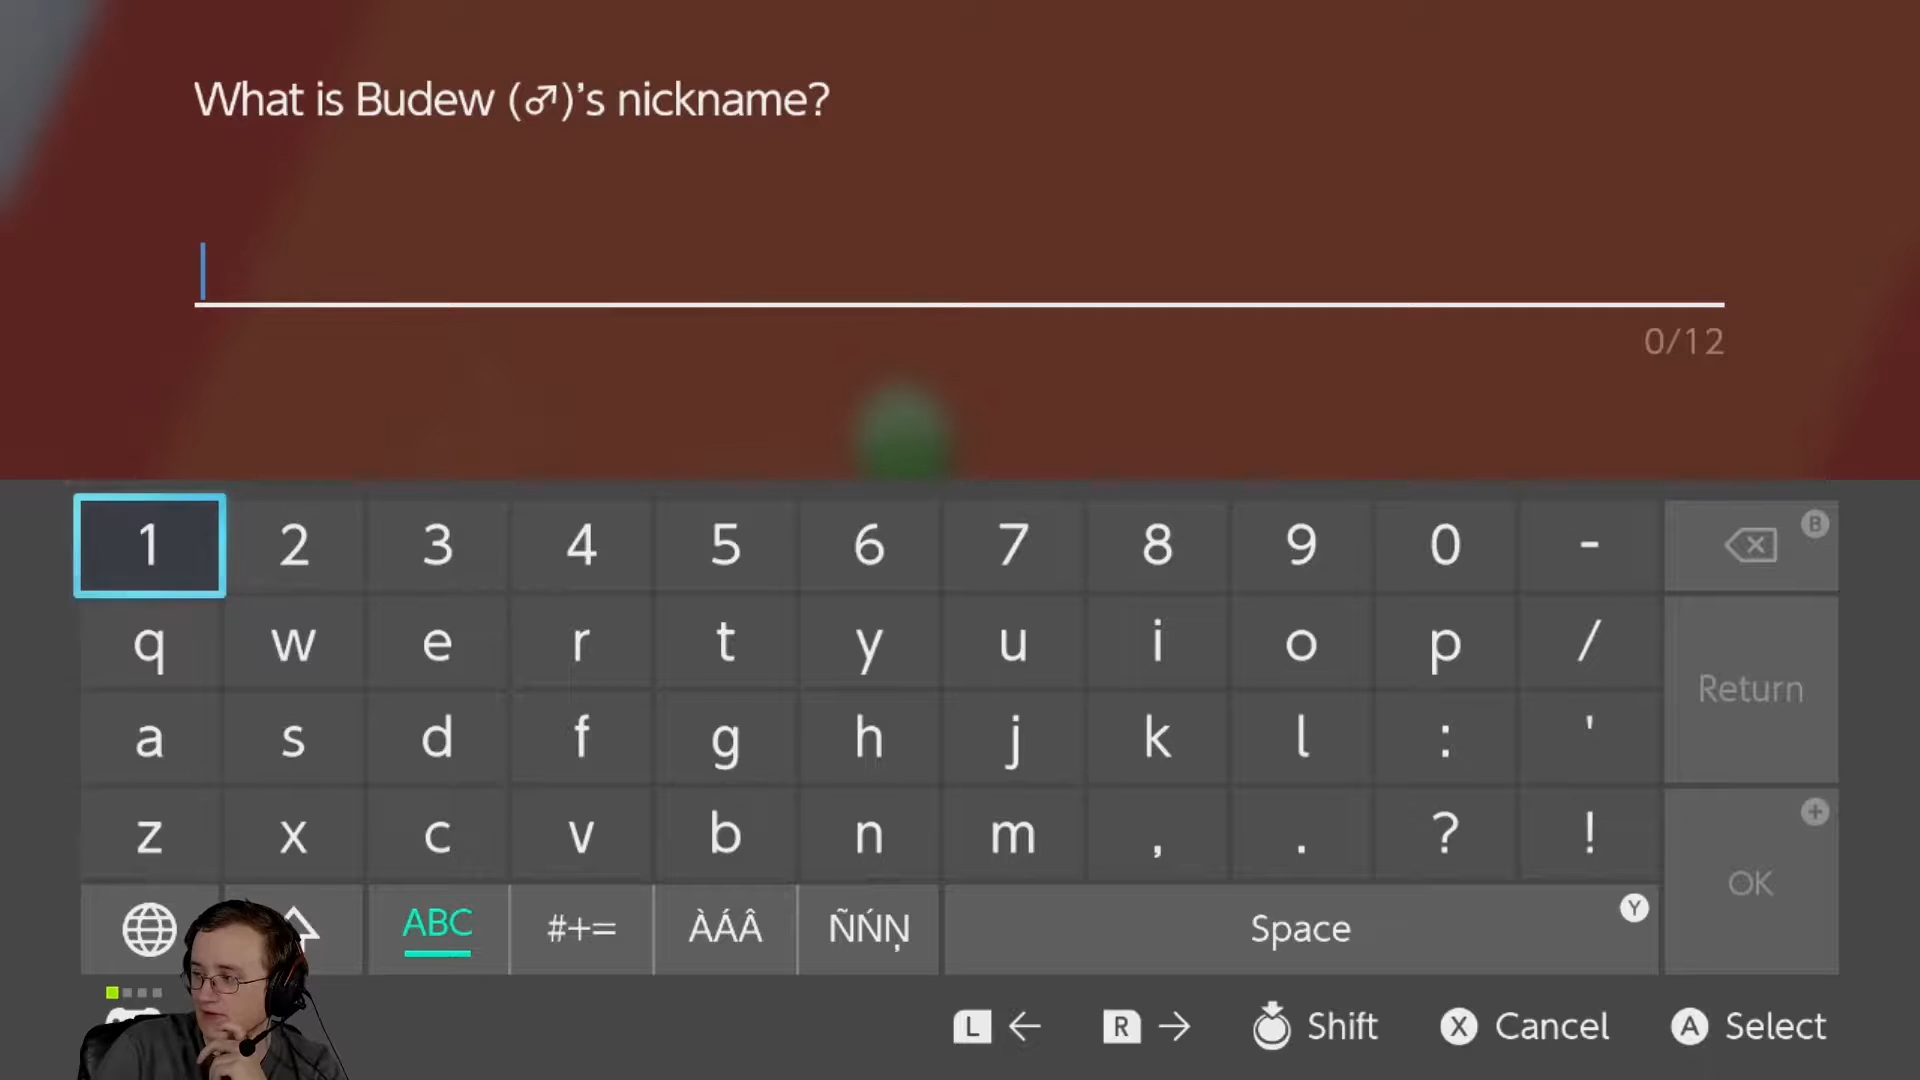 What is Budew (♂)'s nickname?
0/12
1 2 3 4 5 6 7 8 9 0 - B
q w e r t y u i o p /
Return
a s d f g h j k l : '
z x c v b n m , . ? ! +
OK
ABC #+= ÀÁÂ ÑŃŅ Space Y
L ← R → Shift X Cancel A Select